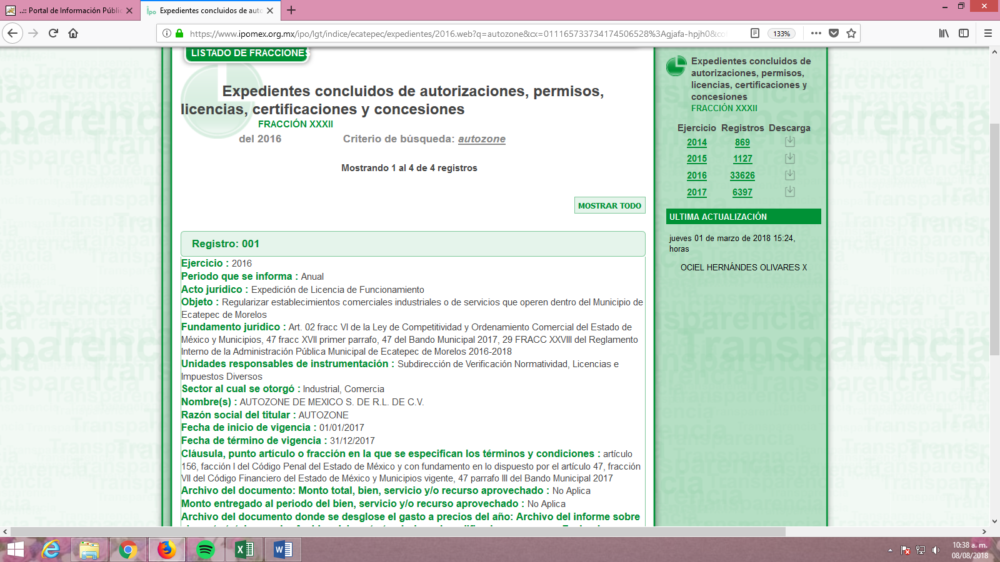 ..:: Portal de Información Públic
Expedientes concluidos de auto
https://www.ipomex.org.mx/ipo/lgt/indice/ecatepec/expedientes/2016.web?q=autozone&cx=011165733734174506528%3Agjafa-hpjh0&co
133%
LISTADO DE FRACCIONES
Expedientes concluidos de autorizaciones, permisos,
licencias, certificaciones y concesiones
FRACCIÓN XXXII
del 2016 Criterio de búsqueda: autozone
Mostrando 1 al 4 de 4 registros
MOSTRAR TODO
Registro: 001
Ejercicio : 2016
Periodo que se informa : Anual
Acto jurídico : Expedición de Licencia de Funcionamiento
Objeto : Regularizar establecimientos comerciales industriales o de servicios que operen dentro del Municipio de
Ecatepec de Morelos
Fundamento jurídico : Art. 02 fracc VI de la Ley de Competitividad y Ordenamiento Comercial del Estado de
México y Municipios, 47 fracc XVII primer parrafo, 47 del Bando Municipal 2017, 29 FRACC XXVIII del Reglamento
Interno de la Administración Pública Municipal de Ecatepec de Morelos 2016-2018
Unidades responsables de instrumentación : Subdirección de Verificación Normatividad, Licencias e
Impuestos Diversos
Sector al cual se otorgó : Industrial, Comercia
Nombre(s) : AUTOZONE DE MEXICO S. DE R.L. DE C.V.
Razón social del titular : AUTOZONE
Fecha de inicio de vigencia : 01/01/2017
Fecha de término de vigencia : 31/12/2017
Cláusula, punto artículo o fracción en la que se especifican los términos y condiciones : artículo
156, facción I del Código Penal del Estado de México y con fundamento en lo dispuesto por el artículo 47, fracción
VII del Código Financiero del Estado de México y Municipios vigente, 47 parrafo III del Bando Municipal 2017
Archivo del documento: Monto total, bien, servicio y/o recurso aprovechado : No Aplica
Monto entregado al periodo del bien, servicio y/o recurso aprovechado : No Aplica
Archivo del documento donde se desglose el gasto a precios del año: Archivo del informe sobre
Expedientes concluidos de
autorizaciones, permisos,
licencias, certificaciones y
concesiones
FRACCIÓN XXXII
Ejercicio Registros Descarga
2014 869
2015 1127
2016 33626
2017 6397
ULTIMA ACTUALIZACIÓN
jueves 01 de marzo de 2018 15:24,
horas
OCIEL HERNÁNDES OLIVARES X
10:38 a. m.
08/08/2018